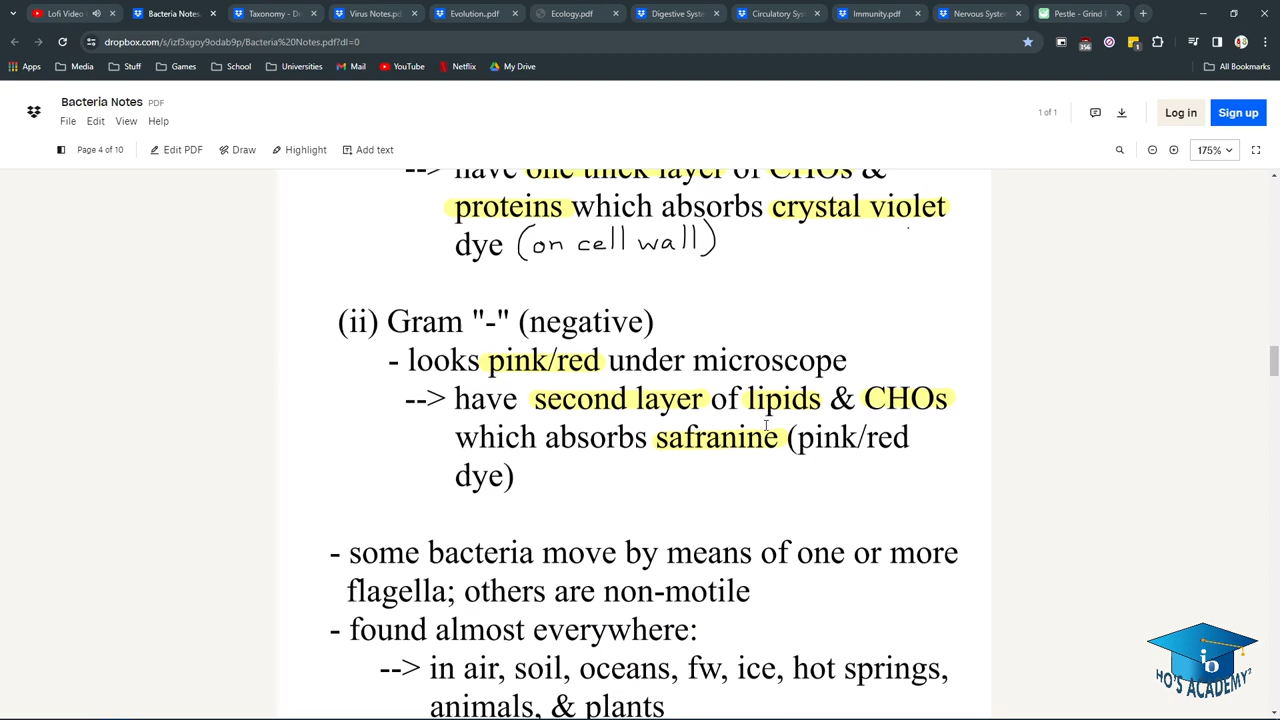 Lofi Video
Bacteria Notes.
Taxonomy - D
Virus Notes.pd
Evolution..pdf
Ecology.pdf
Digestive Syste
Circulatory Sys
Immunity.pdf
Nervous System
Pestle - Grind
dropbox.com/s/izf3xgoy9odab9p/Bacteria%20Notes.pdf?dl=0
356
1
Apps
Media
Stuff
Games
School
Universities
Mail
YouTube
Netflix
My Drive
All Bookmarks
Bacteria Notes PDF
File Edit View Help
1 of 1
Log in
Sign up
Page 4 of 10
Edit PDF
Draw
Highlight
Add text
175%
--> have one thick layer of CHOs &
proteins which absorbs crystal violet
dye (on cell wall)
(ii) Gram "-" (negative)
- looks pink/red under microscope
--> have second layer of lipids & CHOs
which absorbs safranine (pink/red
dye)
- some bacteria move by means of one or more
flagella; others are non-motile
- found almost everywhere:
--> in air, soil, oceans, fw, ice, hot springs,
animals, & plants
HO'S ACADEMY